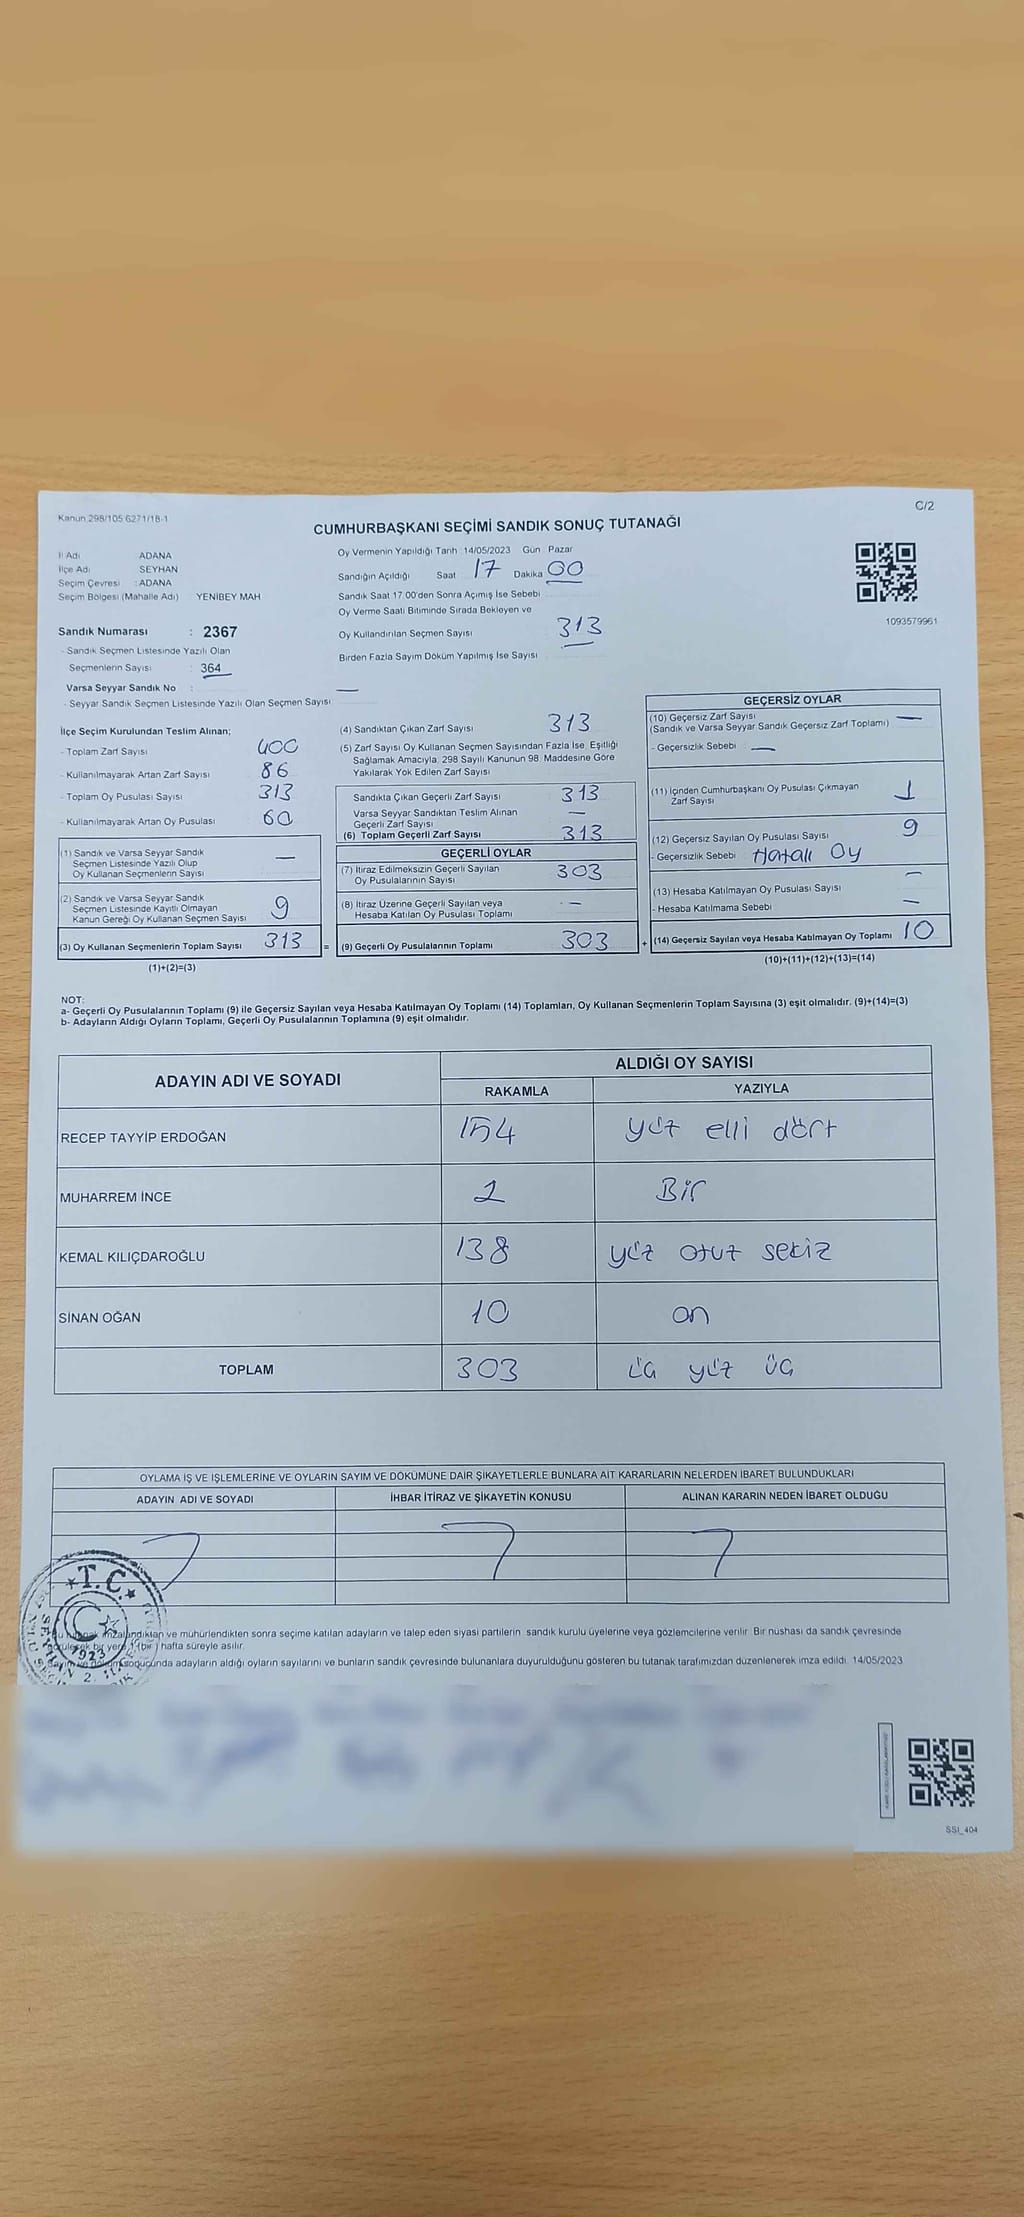 Kanun 298/105 6271/18-1
C/2
CUMHURBAŞKANI SEÇİMİ SANDIK SONUÇ TUTANAĞI
İl Adı ADANA
İlçe Adı SEYHAN
Seçim Çevresi : ADANA
Seçim Bölgesi (Mahalle Adı) YENİBEY MAH
Oy Vermenin Yapıldığı Tarih 14/05/2023 Gün Pazar
Sandığın Açıldığı Saat 17 Dakika 00
Sandık Saat 17 00'den Sonra Açımış İse Sebebi
Oy Verme Saati Bitiminde Sırada Bekleyen ve
Oy Kullandırılan Seçmen Sayısı 313
Birden Fazla Sayım Döküm Yapılmış İse Sayısı
1093579961
Sandık Numarası : 2367
- Sandık Seçmen Listesinde Yazılı Olan
Seçmenlerin Sayısı : 364
Varsa Seyyar Sandık No : —
- Seyyar Sandık Seçmen Listesinde Yazılı Olan Seçmen Sayısı
İlçe Seçim Kurulundan Teslim Alınan;
- Toplam Zarf Sayısı 400
- Kullanılmayarak Artan Zarf Sayısı 86
- Toplam Oy Pusulası Sayısı 313
- Kullanılmayarak Artan Oy Pusulası 60
(1) Sandık ve Varsa Seyyar Sandık
Seçmen Listesinde Yazılı Olup
Oy Kullanan Seçmenlerin Sayısı —
(2) Sandık ve Varsa Seyyar Sandık
Seçmen Listesinde Kayıtlı Olmayan
Kanun Gereği Oy Kullanan Seçmen Sayısı 9
(3) Oy Kullanan Seçmenlerin Toplam Sayısı 313
(1)+(2)=(3)
(4) Sandıktan Çıkan Zarf Sayısı 313
(5) Zarf Sayısı Oy Kullanan Seçmen Sayısından Fazla İse, Eşitliği
Sağlamak Amacıyla, 298 Sayılı Kanunun 98. Maddesine Göre
Yakılarak Yok Edilen Zarf Sayısı
Sandıkta Çıkan Geçerli Zarf Sayısı 313
Varsa Seyyar Sandıktan Teslim Alınan
Geçerli Zarf Sayısı —
(6) Toplam Geçerli Zarf Sayısı 313
GEÇERLİ OYLAR
(7) İtiraz Edilmeksizin Geçerli Sayılan
Oy Pusulalarının Sayısı 303
(8) İtiraz Üzerine Geçerli Sayılan veya
Hesaba Katılan Oy Pusulası Toplamı —
= (9) Geçerli Oy Pusulalarının Toplamı 303
GEÇERSİZ OYLAR
(10) Geçersiz Zarf Sayısı —
(Sandık ve Varsa Seyyar Sandık Geçersiz Zarf Toplamı)
- Geçersizlik Sebebi —
(11) İçinden Cumhurbaşkanı Oy Pusulası Çıkmayan
Zarf Sayısı 1
(12) Geçersiz Sayılan Oy Pusulası Sayısı 9
- Geçersizlik Sebebi Hatalı Oy
(13) Hesaba Katılmayan Oy Pusulası Sayısı —
- Hesaba Katılmama Sebebi —
+ (14) Geçersiz Sayılan veya Hesaba Katılmayan Oy Toplamı 10
(10)+(11)+(12)+(13)=(14)
NOT:
a- Geçerli Oy Pusulalarının Toplamı (9) ile Geçersiz Sayılan veya Hesaba Katılmayan Oy Toplamı (14) Toplamları, Oy Kullanan Seçmenlerin Toplam Sayısına (3) eşit olmalıdır. (9)+(14)=(3)
b- Adayların Aldığı Oyların Toplamı, Geçerli Oy Pusulalarının Toplamına (9) eşit olmalıdır.
ADAYIN ADI VE SOYADI ALDIĞI OY SAYISI
RAKAMLA YAZIYLA
RECEP TAYYİP ERDOĞAN 154 yüz elli dört
MUHARREM İNCE 1 Bir
KEMAL KILIÇDAROĞLU 138 yüz otuz sekiz
SİNAN OĞAN 10 on
TOPLAM 303 üç yüz üç
OYLAMA İŞ VE İŞLEMLERİNE VE OYLARIN SAYIM VE DÖKÜMÜNE DAİR ŞİKAYETLERLE BUNLARA AİT KARARLARIN NELERDEN İBARET BULUNDUKLARI
ADAYIN ADI VE SOYADI İHBAR İTİRAZ VE ŞİKAYETİN KONUSU ALINAN KARARIN NEDEN İBARET OLDUĞU
T.C.
1923
2.
ve mühürlendikten sonra seçime katılan adayların ve talep eden siyasi partilerin sandık kurulu üyelerine veya gözlemcilerine verilir. Bir nüshası da sandık çevresinde
bir yere 1 (bir) hafta süreyle asılır.
sonucunda adayların aldığı oyların sayılarını ve bunların sandık çevresinde bulunanlara duyurulduğunu gösteren bu tutanak tarafımızdan düzenlenerek imza edildi. 14/05/2023
SSI_404